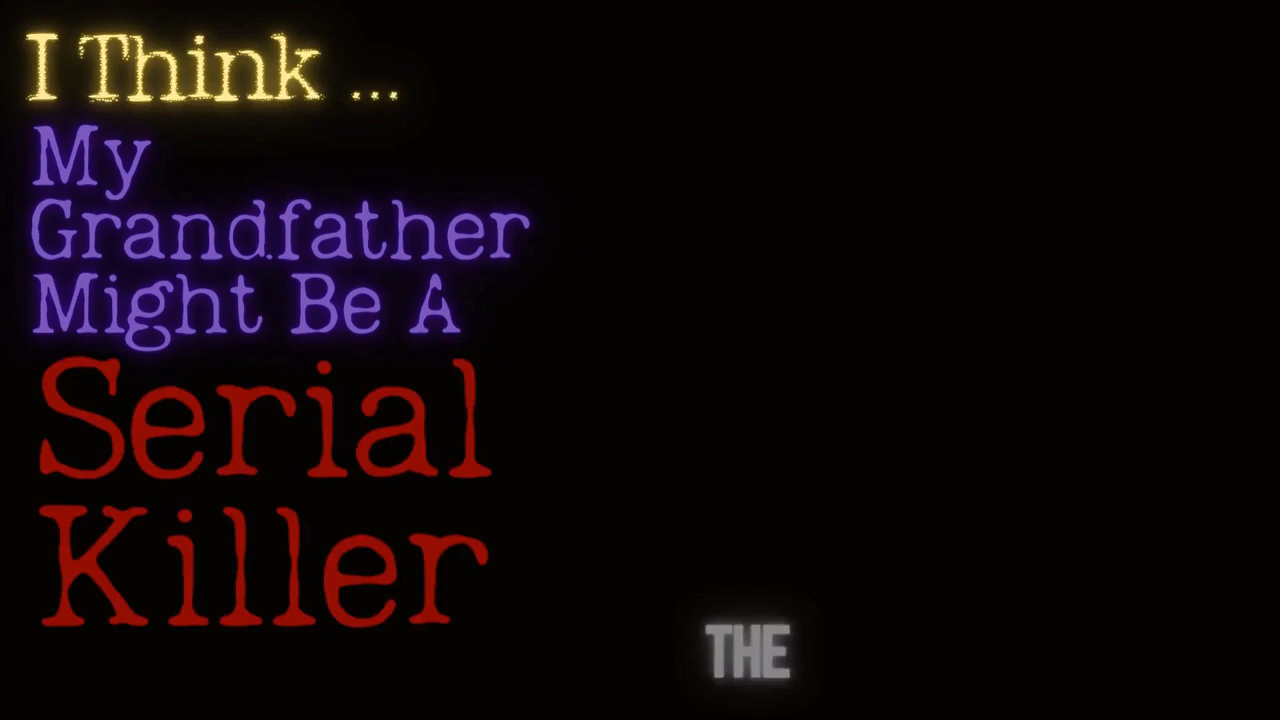 I Think ...
My
Grandfather
Might Be A
Serial
Killer
THE